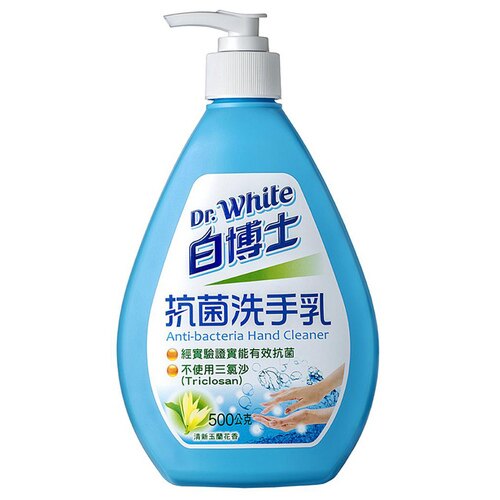 Dr. White
白博士
抗菌洗手乳
Anti-bacteria Hand Cleaner
經實驗證實能有效抗菌
不使用三氯沙
(Triclosan)
500公克
清新玉蘭花香